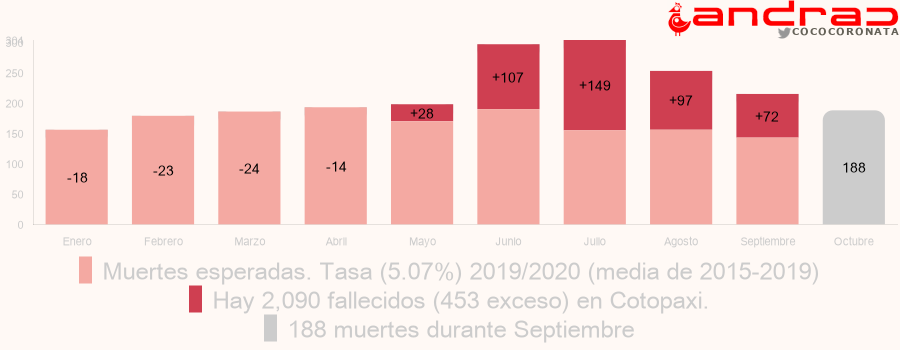 andrab
COCOCORONATA
304
300
250
200
150
100
50
0
-18
-23
-24
-14
+28
+107
+149
+97
+72
188
Enero
Febrero
Marzo
Abril
Mayo
Junio
Julio
Agosto
Septiembre
Octubre
Muertes esperadas. Tasa (5.07%) 2019/2020 (media de 2015-2019)
Hay 2,090 fallecidos (453 exceso) en Cotopaxi.
188 muertes durante Septiembre